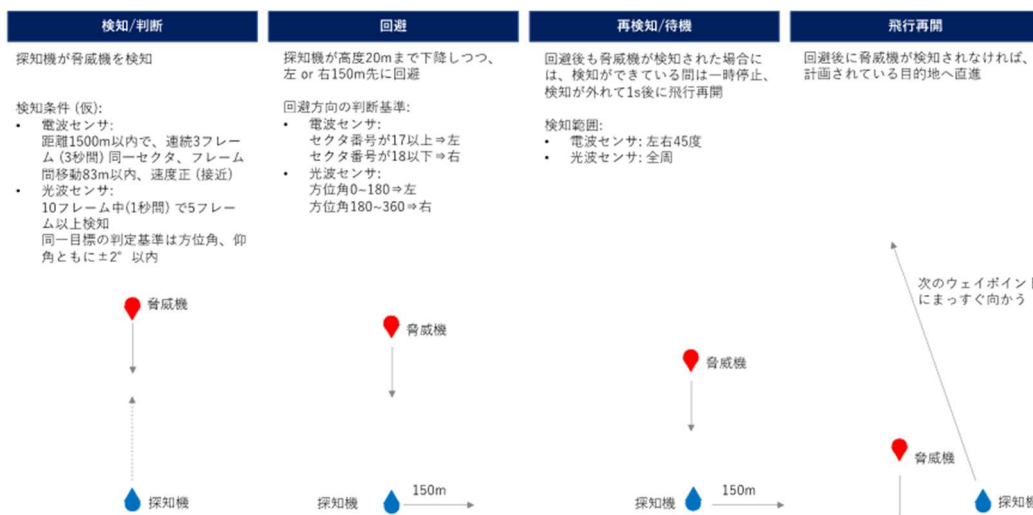 検知/判断
探知機が脅威機を検知
検知条件 (仮):
• 電波センサ:
距離1500m以内で、連続3フレー
ム (3秒間) 同一セクタ、フレーム
間移動83m以内、速度正 (接近)
• 光波センサ:
10フレーム中(1秒間) で5フレー
ム以上検知
同一目標の判定基準は方位角、仰
角ともに±2° 以内
脅威機
探知機
回避
探知機が高度20mまで下降しつつ、
左 or 右150m先に回避
回避方向の判断基準:
• 電波センサ:
セクタ番号が17以上⇒左
セクタ番号が18以下⇒右
• 光波センサ:
方位角0~180⇒左
方位角180~360⇒右
脅威機
探知機
150m
再検知/待機
回避後も脅威機が検知された場合に
は、検知ができている間は一時停止、
検知が外れて1s後に飛行再開
検知範囲:
• 電波センサ: 左右45度
• 光波センサ: 全周
脅威機
探知機
150m
飛行再開
回避後に脅威機が検知されなければ、
計画されている目的地へ直進
次のウェイポイント
にまっすぐ向かう
脅威機
探知機